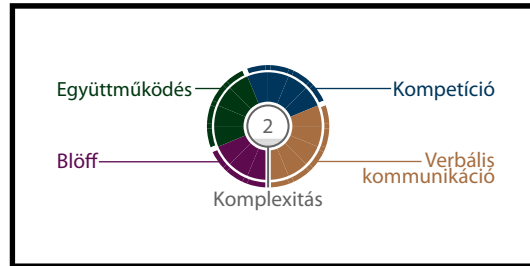 Együttműködés
Kompetíció
2
Blöff
Verbális
kommunikáció
Komplexitás